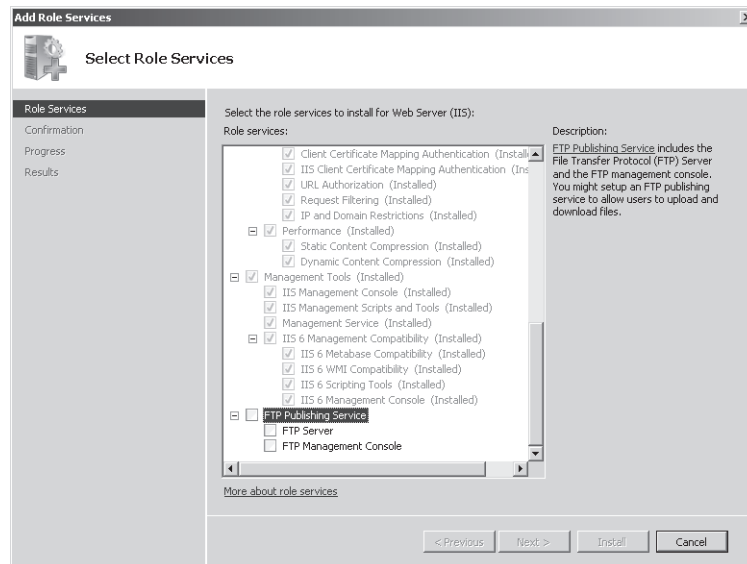 Add Role Services
Select Role Services
Role Services
Confirmation
Progress
Results
Select the role services to install for Web Server (IIS):
Role services:
Client Certificate Mapping Authentication (Install
IIS Client Certificate Mapping Authentication (Ins
URL Authorization (Installed)
Request Filtering (Installed)
IP and Domain Restrictions (Installed)
Performance (Installed)
Static Content Compression (Installed)
Dynamic Content Compression (Installed)
Management Tools (Installed)
IIS Management Console (Installed)
IIS Management Scripts and Tools (Installed)
Management Service (Installed)
IIS 6 Management Compatibility (Installed)
IIS 6 Metabase Compatibility (Installed)
IIS 6 WMI Compatibility (Installed)
IIS 6 Scripting Tools (Installed)
IIS 6 Management Console (Installed)
FTP Publishing Service
FTP Server
FTP Management Console
More about role services
Description:
FTP Publishing Service includes the
File Transfer Protocol (FTP) Server
and the FTP management console.
You might setup an FTP publishing
service to allow users to upload and
download files.
< Previous
Next >
Install
Cancel